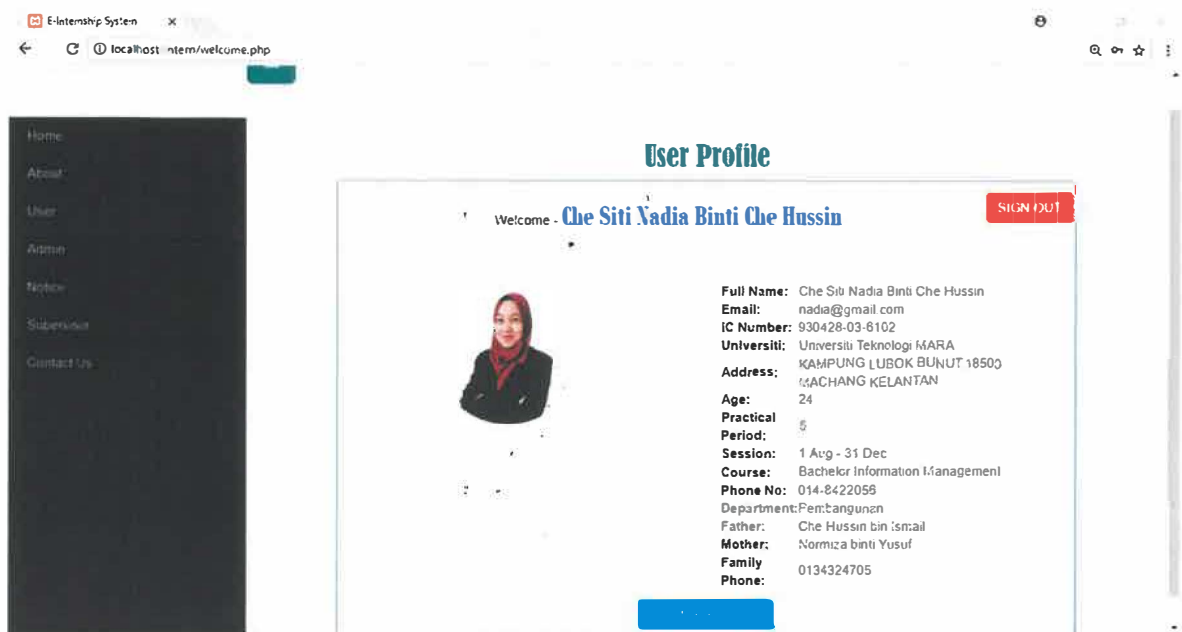 E-Internship System
localhost intern/welcome.php
Home
About
User
Admin
Notice
Supervisor
Contact Us
User Profile
Welcome - Che Siti Nadia Binti Che Hussin
SIGN OUT
Full Name: Che Siti Nadia Binti Che Hussin
Email: nadia@gmail.com
IC Number: 930428-03-6102
Universiti: Universiti Teknologi MARA
Address: KAMPUNG LUBOK BUNUT 18500
MACHANG KELANTAN
Age: 24
Practical
Period: 5
Session: 1 Aug - 31 Dec
Course: Bachelor Information Management
Phone No: 014-8422056
Department: Pembangunan
Father: Che Hussin bin Ismail
Mother: Normiza binti Yusuf
Family
Phone: 0134324705